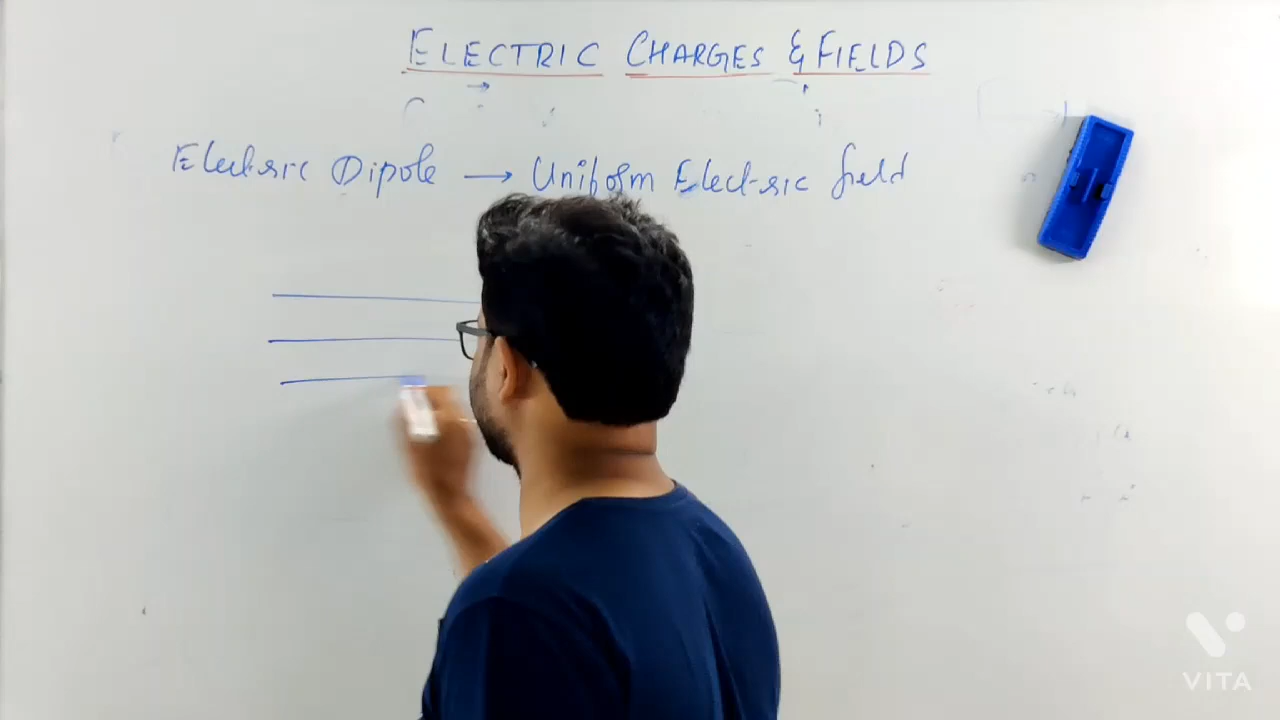 ELECTRIC CHARGES & FIELDS
Electric Dipole → Uniform Electric field
VITA